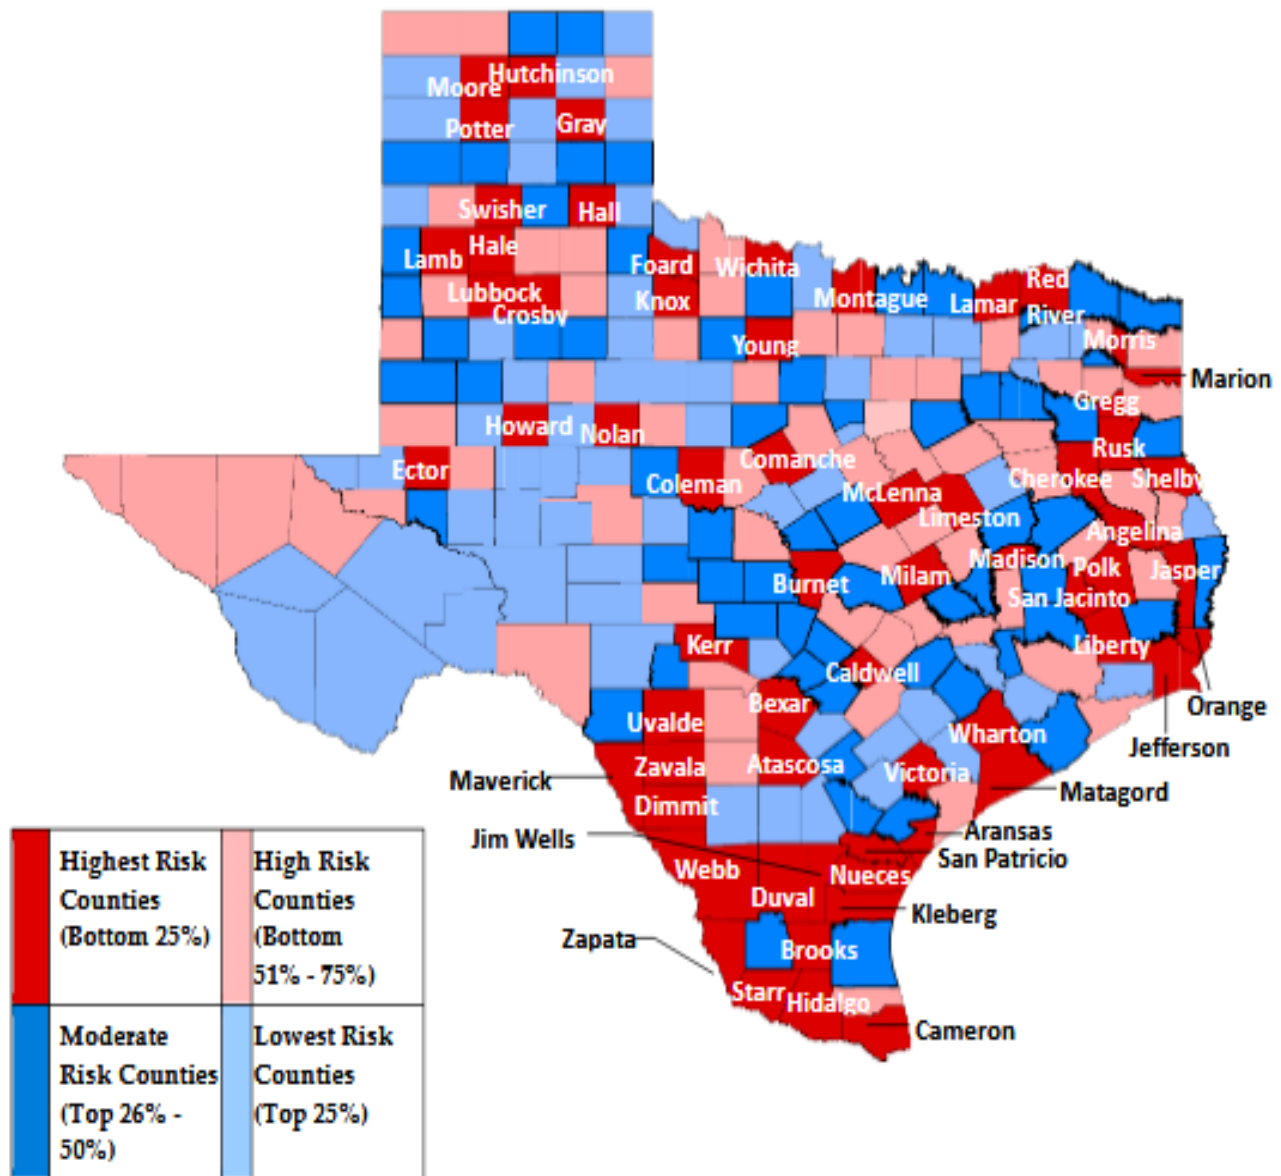 Hutchinson
Moore
Potter
Gray
Swisher
Hall
Hale
Lamb
Foard
Wichita
Red
Lubbock
Knox
Montague
Lamar
Crosby
River
Young
Morris
Marion
Gregg
Howard
Nolan
Rusk
Comanche
Ector
Coleman
Cherokee
Shelby
McLenna
Limeston
Angelina
Madison
Polk
Jasper
Burnet
Milam
San Jacinto
Kerr
Liberty
Caldwell
Bexar
Orange
Uvalde
Wharton
Jefferson
Maverick
Zavala
Atascosa
Victoria
Matagord
Dimmit
Jim Wells
Aransas
San Patricio
Webb
Nueces
Duval
Kleberg
Zapata
Brooks
Starr
Hidalgo
Cameron
Highest Risk
Counties
(Bottom 25%)
High Risk
Counties
(Bottom
51% - 75%)
Moderate
Risk Counties
(Top 26% -
50%)
Lowest Risk
Counties
(Top 25%)